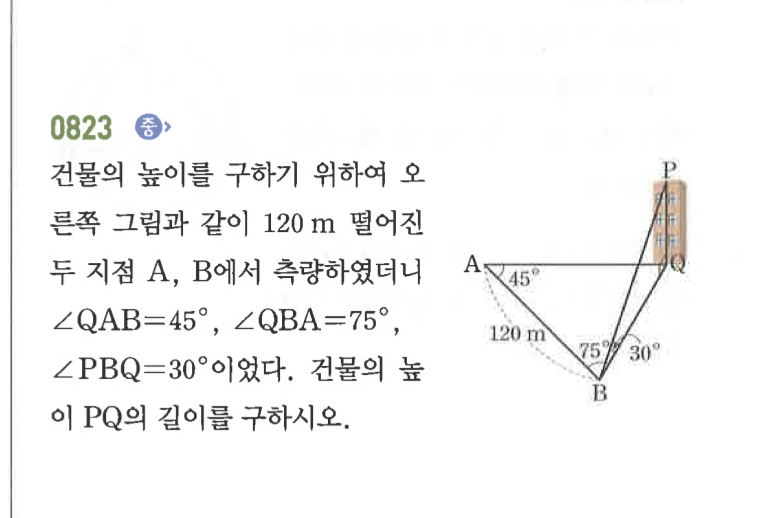 0823 중
건물의 높이를 구하기 위하여 오
른쪽 그림과 같이 120 m 떨어진
두 지점 A, B에서 측량하였더니
∠QAB=45°, ∠QBA=75°,
∠PBQ=30°이었다. 건물의 높
이 PQ의 길이를 구하시오.
P
A
Q
45°
120 m
75°
30°
B